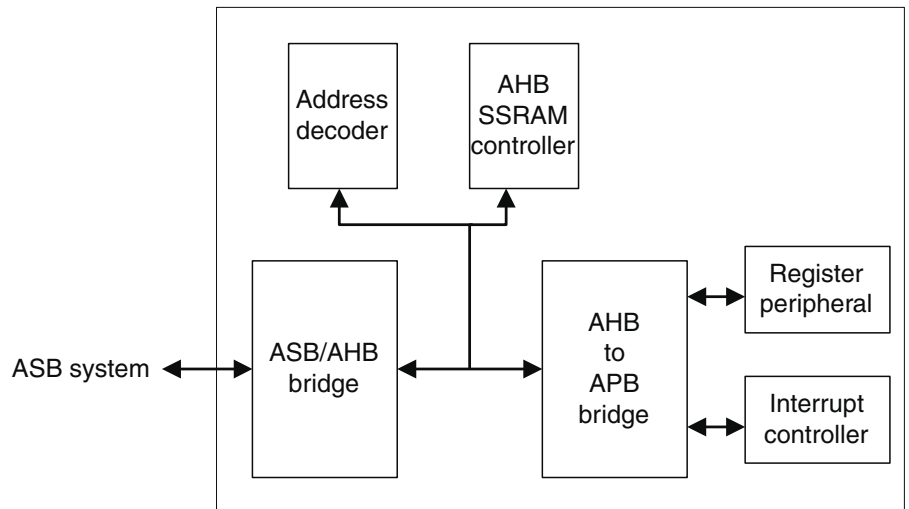 Address
decoder
AHB
SSRAM
controller
ASB system
ASB/AHB
bridge
AHB
to
APB
bridge
Register
peripheral
Interrupt
controller